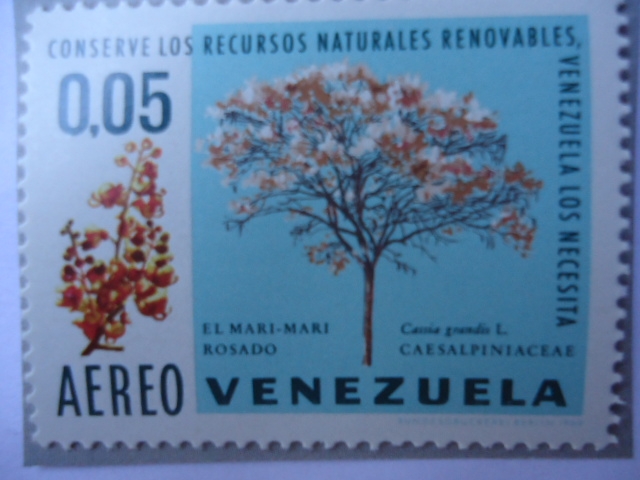 CONSERVE LOS RECURSOS NATURALES RENOVABLES,
VENEZUELA LOS NECESITA
0,05
EL MARI-MARI
ROSADO
Cassia grandis L.
CAESALPINIACEAE
AEREO
VENEZUELA